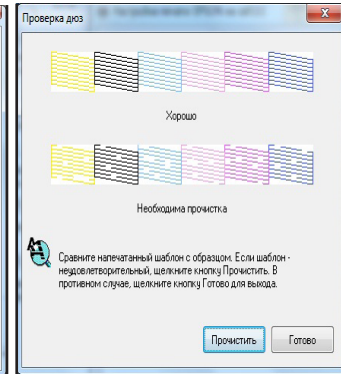 Проверка дюз
Хорошо
Необходима прочистка
Сравните напечатанный шаблон с образцом. Если шаблон -
неудовлетворительный, щелкните кнопку Прочистить. В
противном случае, щелкните кнопку Готово для выхода.
Прочистить Готово